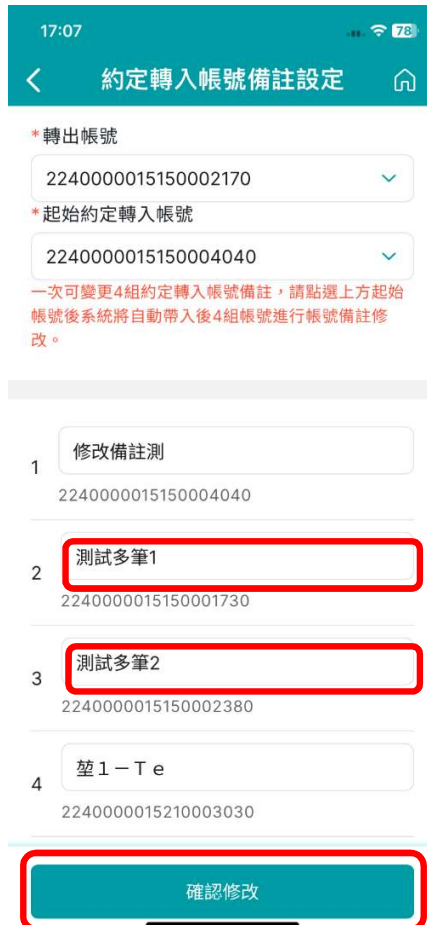 17:07
78
約定轉入帳號備註設定
*轉出帳號
2240000015150002170
*起始約定轉入帳號
2240000015150004040
一次可變更4組約定轉入帳號備註，請點選上方起始
帳號後系統將自動帶入後4組帳號進行帳號備註修
改。
1
修改備註測
2240000015150004040
2
測試多筆1
2240000015150001730
3
測試多筆2
2240000015150002380
4
堃１－Ｔｅ
2240000015210003030
確認修改